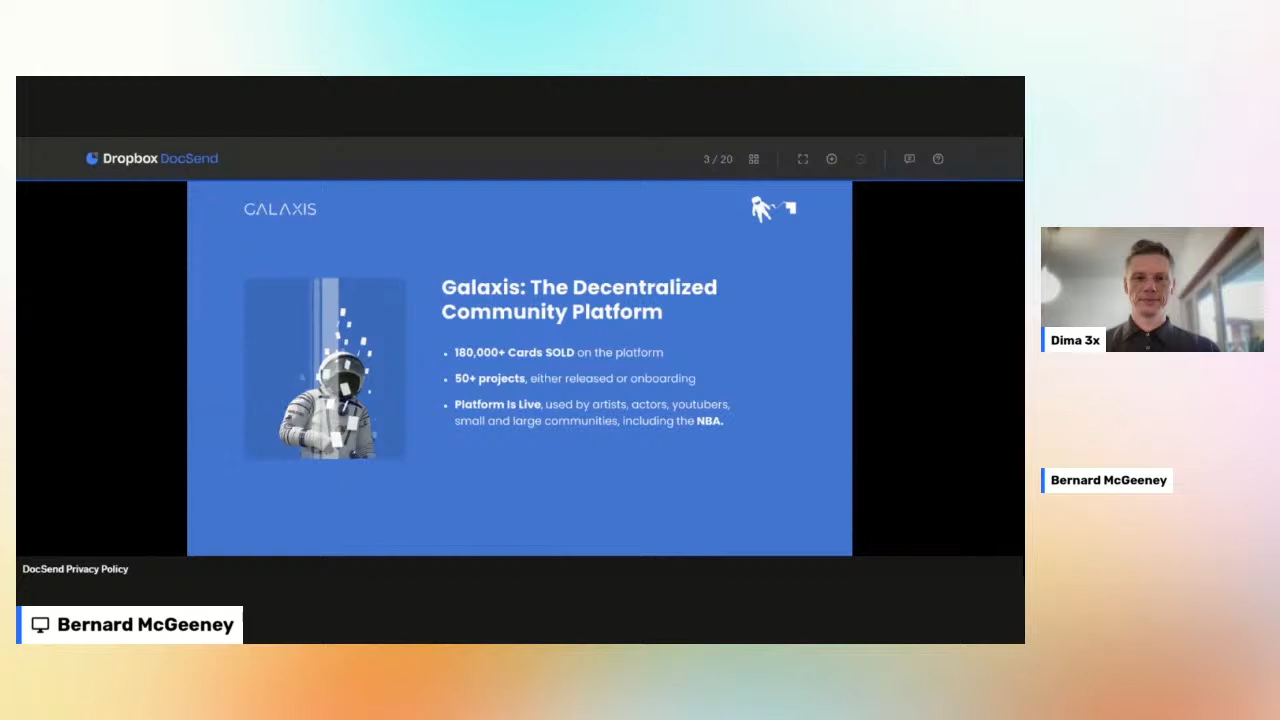 Dropbox DocSend
3 / 20
GALAXIS
Galaxis: The Decentralized
Community Platform
• 180,000+ Cards SOLD on the platform
• 50+ projects, either released or onboarding
• Platform Is Live, used by artists, actors, youtubers,
small and large communities, including the NBA.
DocSend Privacy Policy
Bernard McGeeney
Dima 3x
Bernard McGeeney